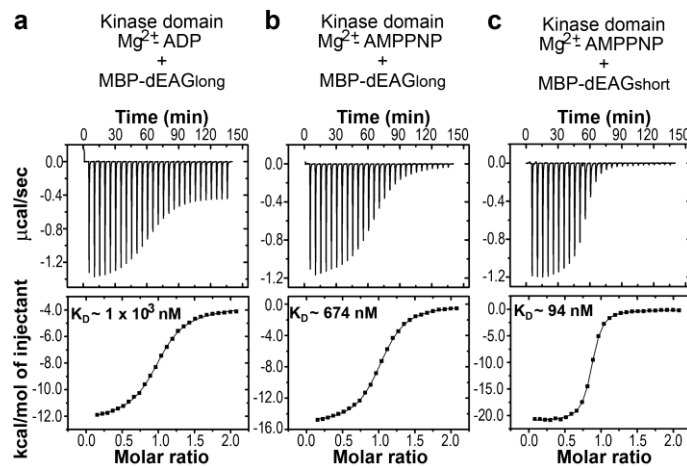 a
Kinase domain
Mg2+- ADP
+
MBP-dEAGlong
b
Kinase domain
Mg2+- AMPPNP
+
MBP-dEAGlong
c
Kinase domain
Mg2+- AMPPNP
+
MBP-dEAGshort
Time (min)
0 30 60 90 120 150
Time (min)
0 30 60 90 120 150
Time (min)
0 30 60 90 120 150
µcal/sec
0.0
-0.4
-0.8
-1.2
0.0
-0.4
-0.8
-1.2
0.0
-0.4
-0.8
-1.2
kcal/mol of injectant
KD~ 1 x 10³ nM
-4.0
-6.0
-8.0
-10.0
-12.0
0.0 0.5 1.0 1.5 2.0
Molar ratio
KD~ 674 nM
0.0
-4.0
-8.0
-12.0
-16.0
0.0 0.5 1.0 1.5 2.0
Molar ratio
KD~ 94 nM
0.0
-5.0
-10.0
-15.0
-20.0
0.0 0.5 1.0 1.5 2.0
Molar ratio